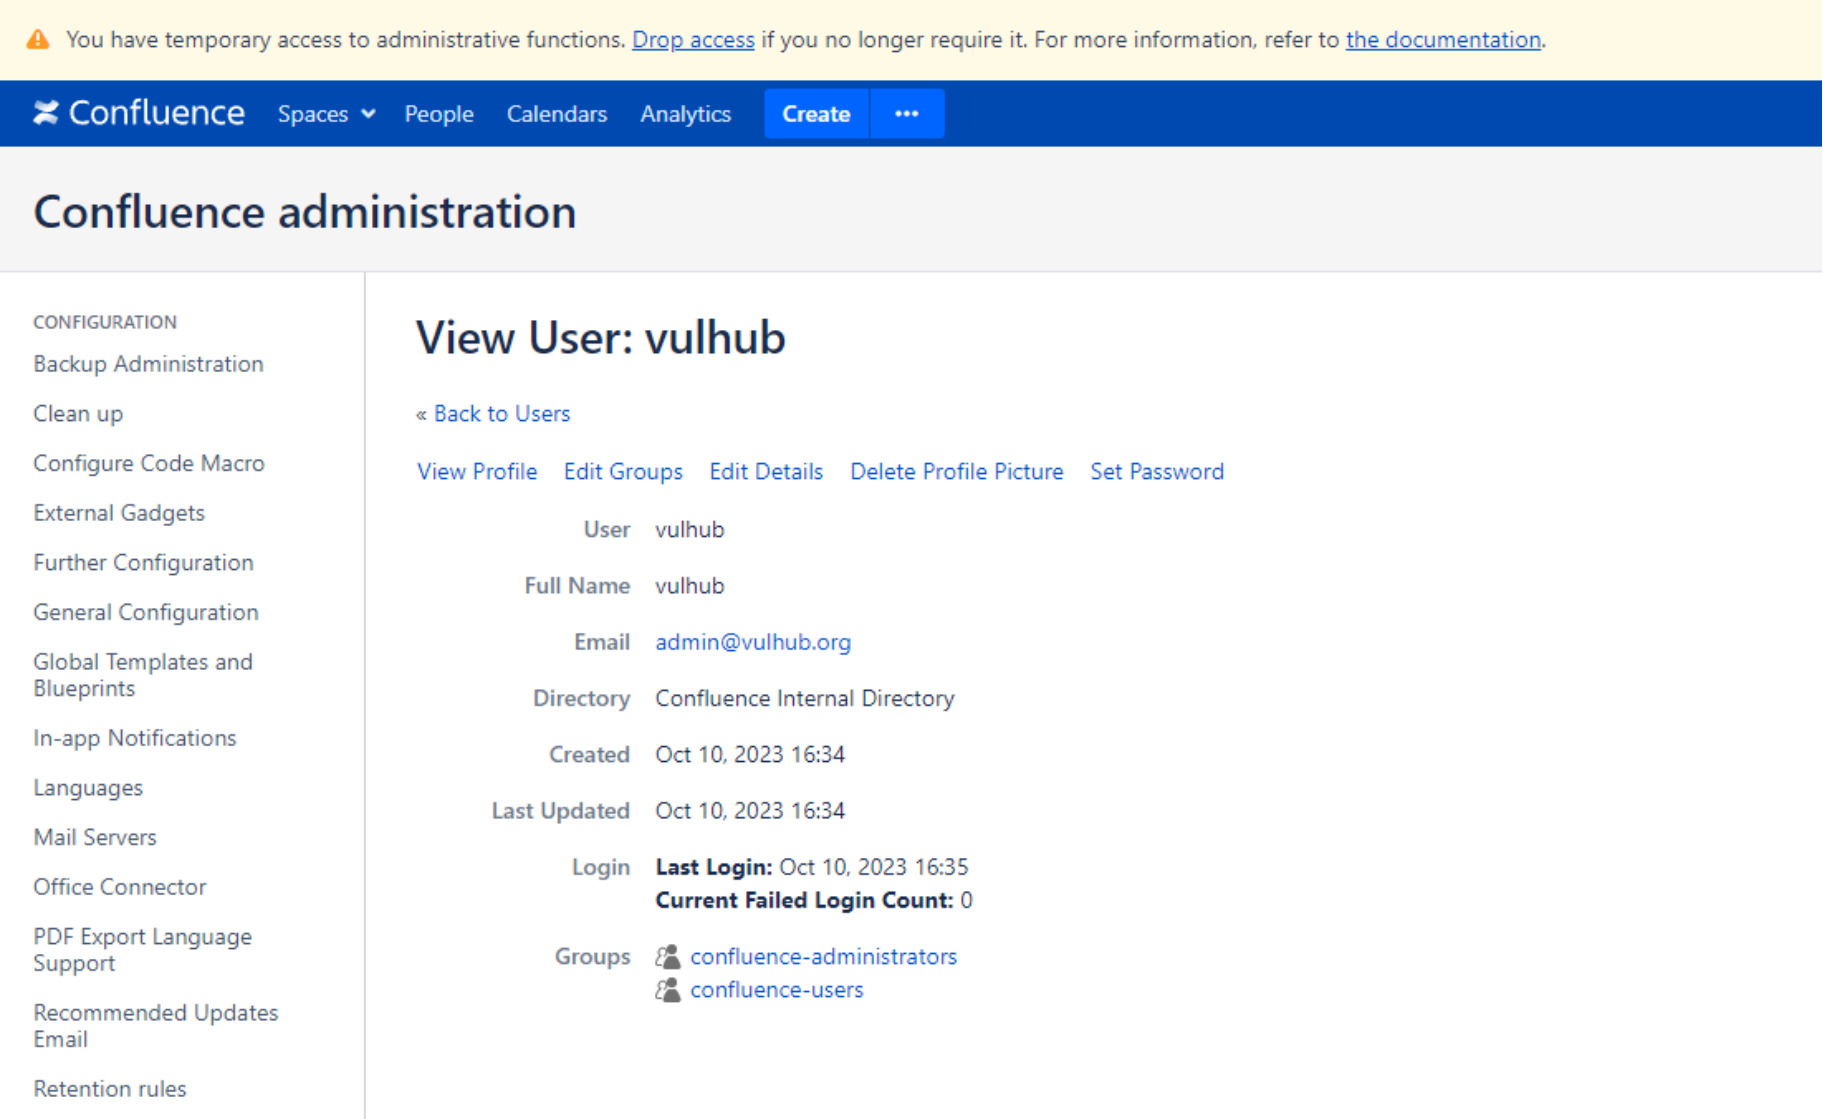 You have temporary access to administrative functions. Drop access if you no longer require it. For more information, refer to the documentation.
Confluence Spaces People Calendars Analytics Create •••
Confluence administration
CONFIGURATION
Backup Administration
Clean up
Configure Code Macro
External Gadgets
Further Configuration
General Configuration
Global Templates and
Blueprints
In-app Notifications
Languages
Mail Servers
Office Connector
PDF Export Language
Support
Recommended Updates
Email
Retention rules
View User: vulhub
« Back to Users
View Profile Edit Groups Edit Details Delete Profile Picture Set Password
User vulhub
Full Name vulhub
Email admin@vulhub.org
Directory Confluence Internal Directory
Created Oct 10, 2023 16:34
Last Updated Oct 10, 2023 16:34
Login Last Login: Oct 10, 2023 16:35
Current Failed Login Count: 0
Groups confluence-administrators
confluence-users